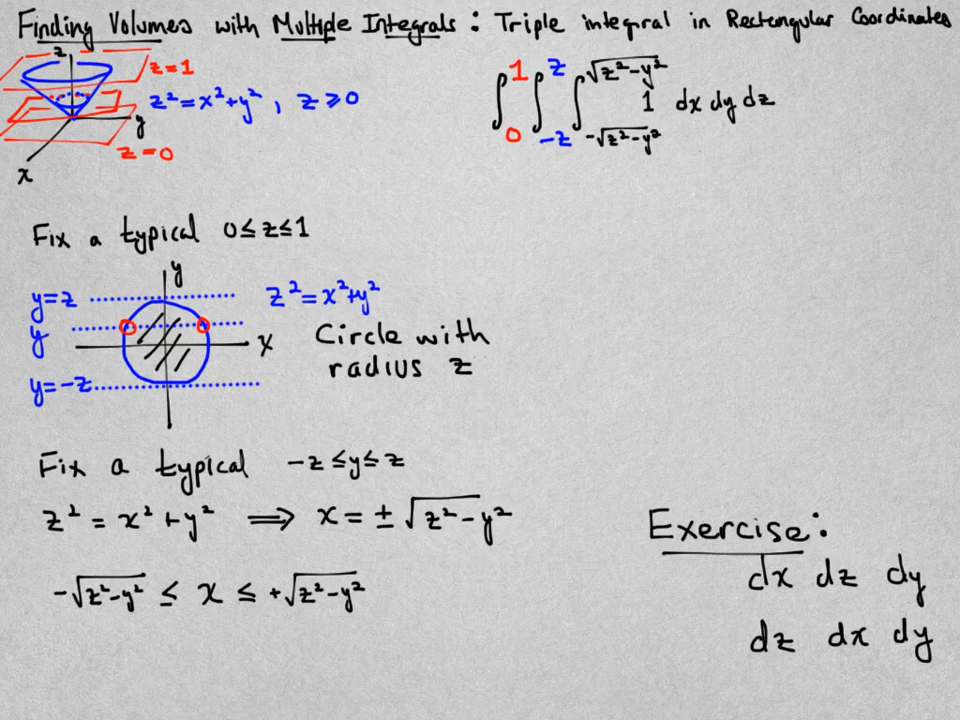 Finding Volumes with Multiple Integrals : Triple integral in Rectangular Coordinates
z
z=1
z² = x²+y² , z ≥ 0
y
z=0
x
∫₀¹ ∫₋z^z ∫_{-√(z²-y²)}^{√(z²-y²)} 1 dx dy dz
Fix a typical 0≤z≤1
y
y=z
z²=x²+y²
y
x
Circle with
radius z
y=-z
Fix a typical -z ≤y≤ z
z² = x² + y² ⟹ x = ± √(z²-y²)
-√(z²-y²) ≤ x ≤ +√(z²-y²)
Exercise:
dx dz dy
dz dx dy